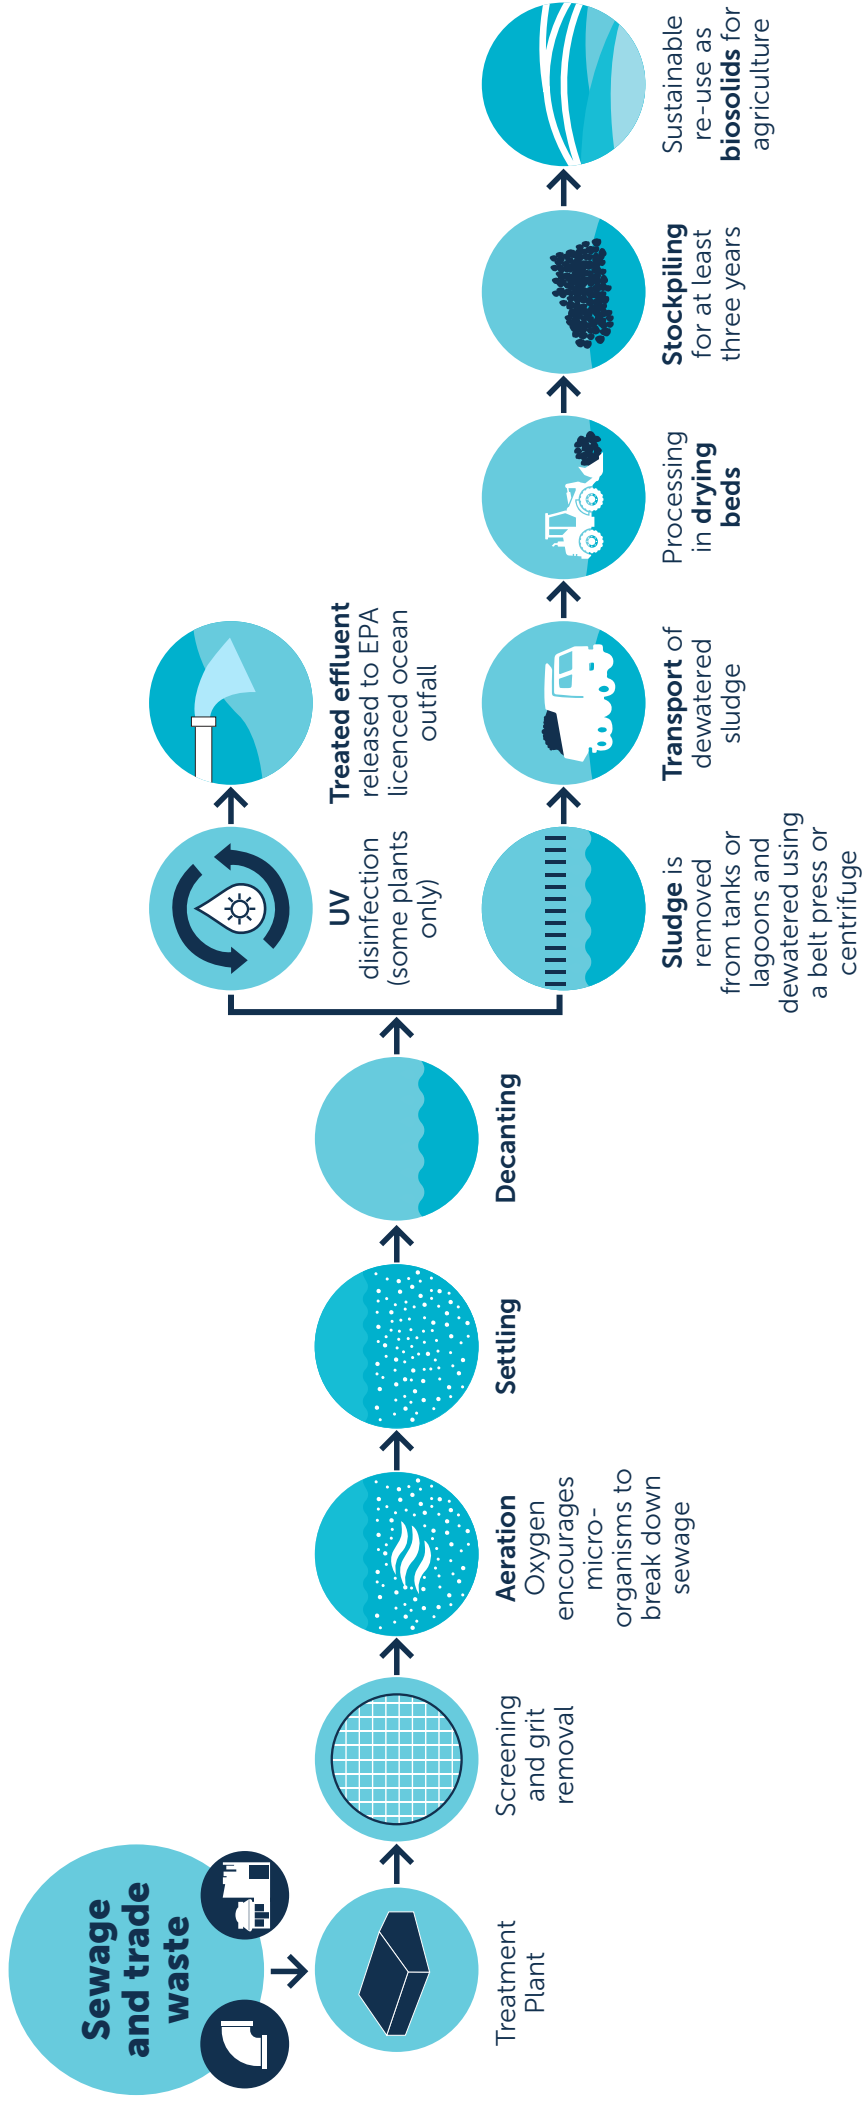 Sewage
and trade
waste
Treatment
Plant
Screening
and grit
removal
Aeration
Oxygen
encourages
micro-
organisms to
break down
sewage
Settling
Decanting
UV
disinfection
(some plants
only)
Treated effluent
released to EPA
licenced ocean
outfall
Sludge is
removed
from tanks or
lagoons and
dewatered using
a belt press or
centrifuge
Transport of
dewatered
sludge
Processing
in drying
beds
Stockpiling
for at least
three years
Sustainable
re-use as
biosolids for
agriculture